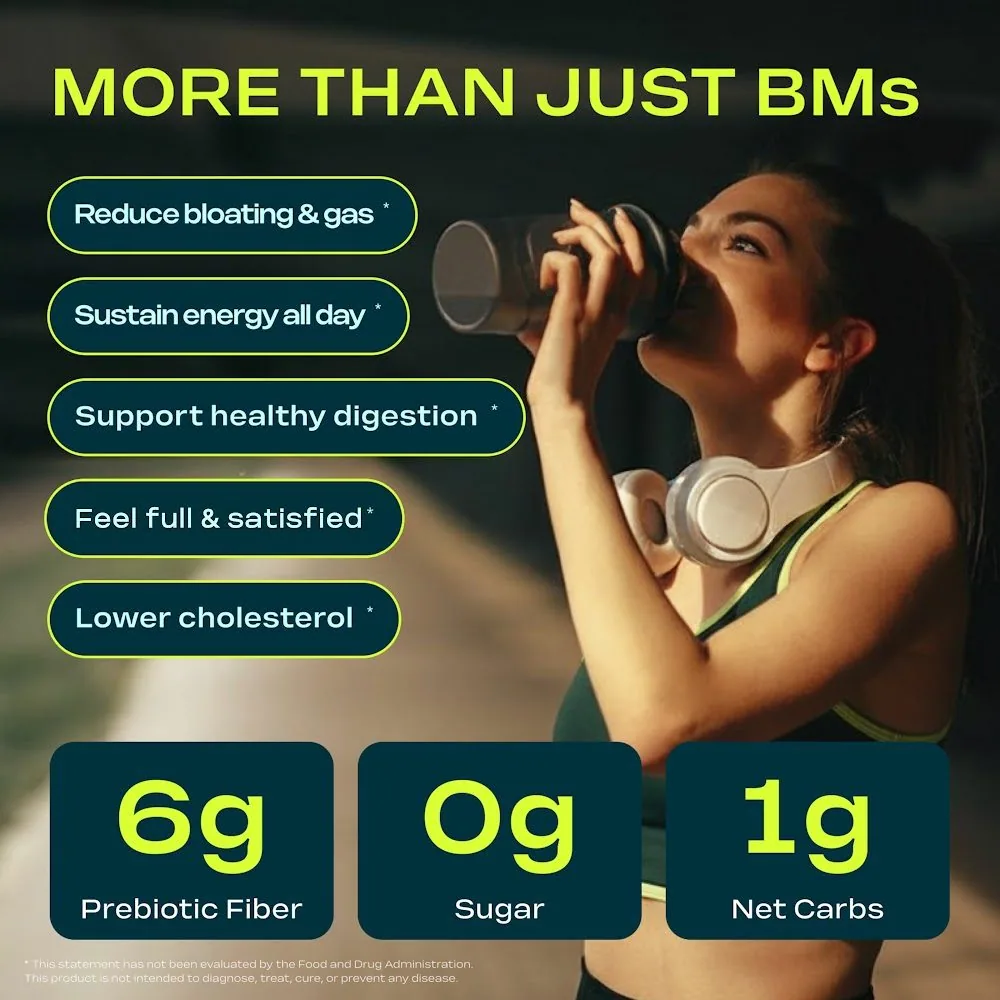 MORE THAN JUST BMs
Reduce bloating & gas *
Sustain energy all day *
Support healthy digestion *
Feel full & satisfied *
Lower cholesterol *
6g
Prebiotic Fiber
0g
Sugar
1g
Net Carbs
* This statement has not been evaluated by the Food and Drug Administration.
This product is not intended to diagnose, treat, cure, or prevent any disease.